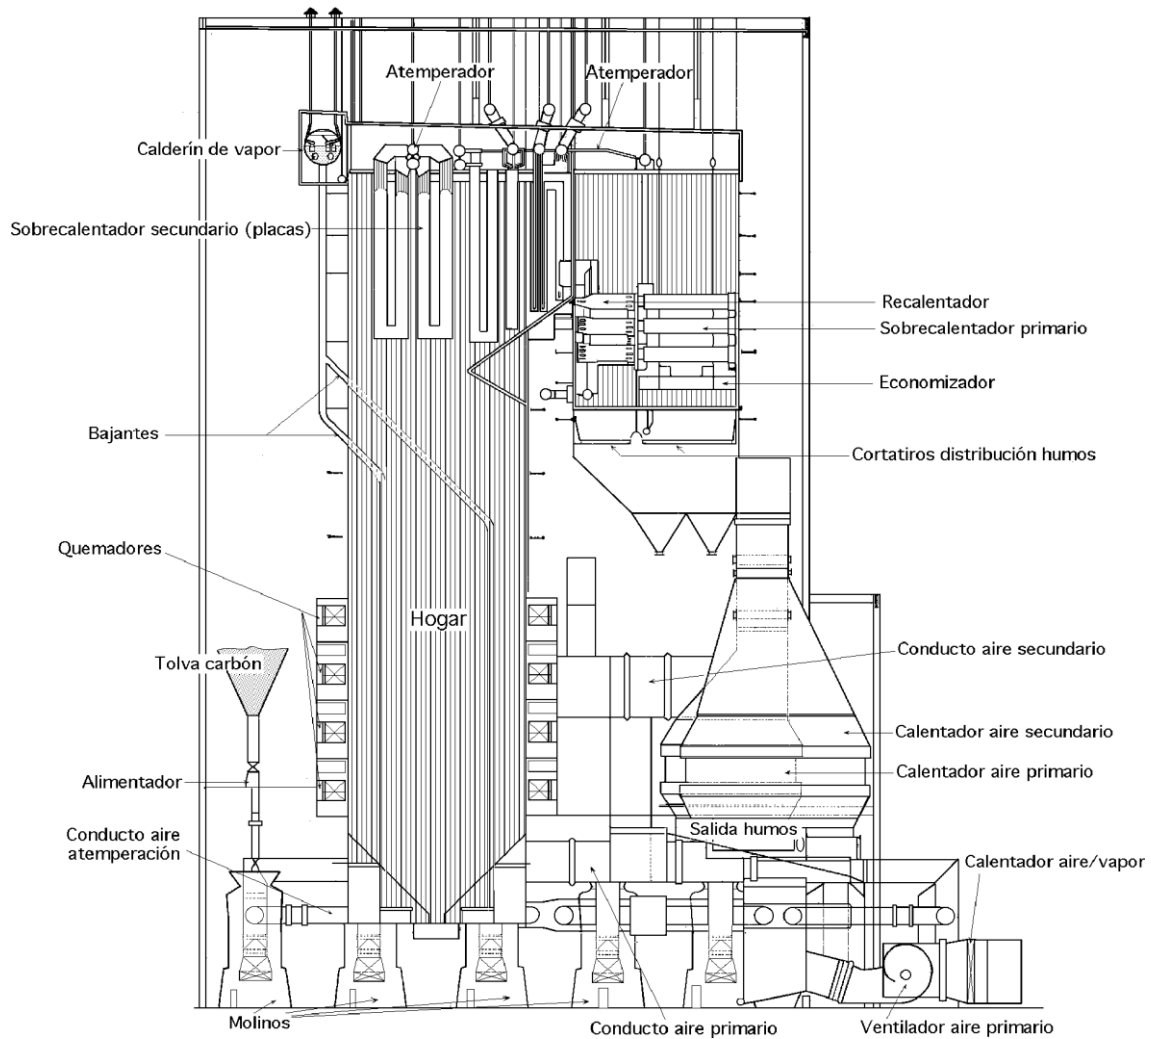 Atemperador
Atemperador
Calderín de vapor
Sobrecalentador secundario (placas)
Recalentador
Sobrecalentador primario
Economizador
Bajantes
Cortatiros distribución humos
Quemadores
Hogar
Tolva carbón
Conducto aire secundario
Calentador aire secundario
Alimentador
Calentador aire primario
Conducto aire
atemperación
Salida humos
Calentador aire/vapor
Molinos
Conducto aire primario
Ventilador aire primario